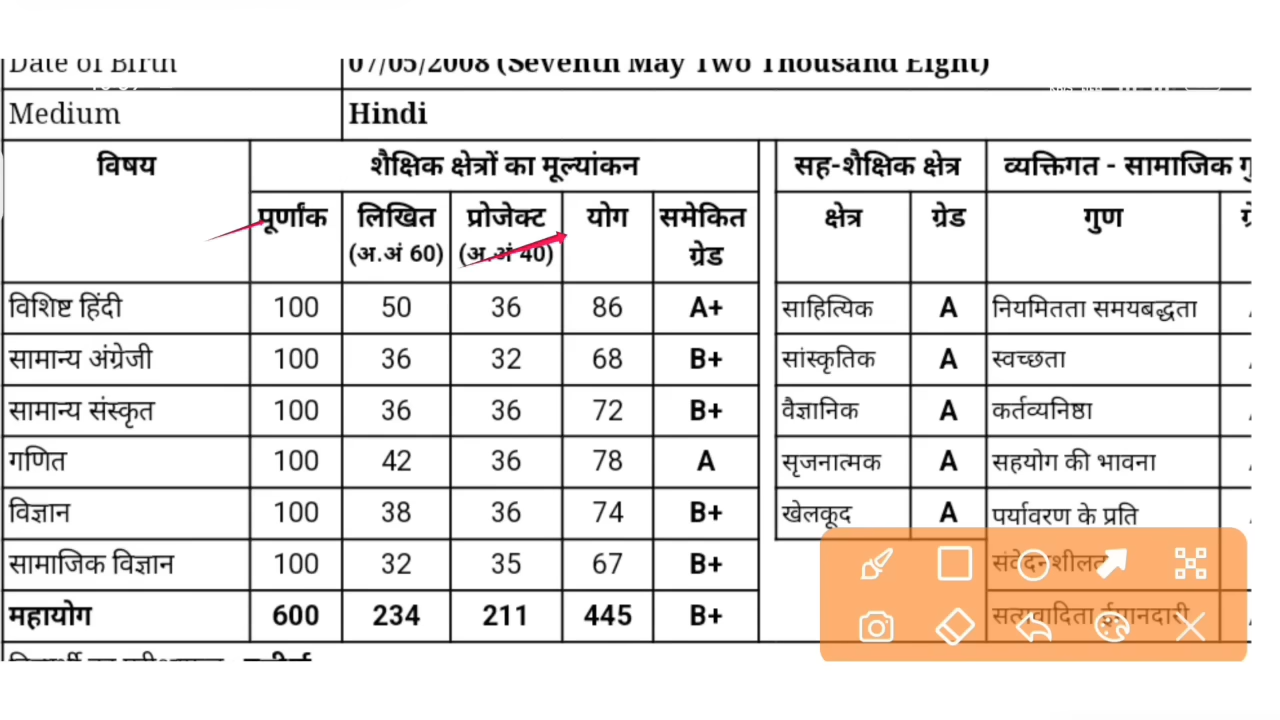 Date of Birth 07/05/2008 (Seventh May Two Thousand Eight)
Medium Hindi
विषय शैक्षिक क्षेत्रों का मूल्यांकन सह-शैक्षिक क्षेत्र व्यक्तिगत - सामाजिक
पूर्णांक लिखित प्रोजेक्ट योग समेकित क्षेत्र ग्रेड गुण
(अ.अं 60) (अ.अं 40) ग्रेड
विशिष्ट हिंदी 100 50 36 86 A+ साहित्यिक A नियमितता समयबद्धता
सामान्य अंग्रेजी 100 36 32 68 B+ सांस्कृतिक A स्वच्छता
सामान्य संस्कृत 100 36 36 72 B+ वैज्ञानिक A कर्तव्यनिष्ठा
गणित 100 42 36 78 A सृजनात्मक A सहयोग की भावना
विज्ञान 100 38 36 74 B+ खेलकूद A पर्यावरण के प्रति
सामाजिक विज्ञान 100 32 35 67 B+ संवेदनशीलता
महायोग 600 234 211 445 B+ सत्यवादिता ईमानदारी